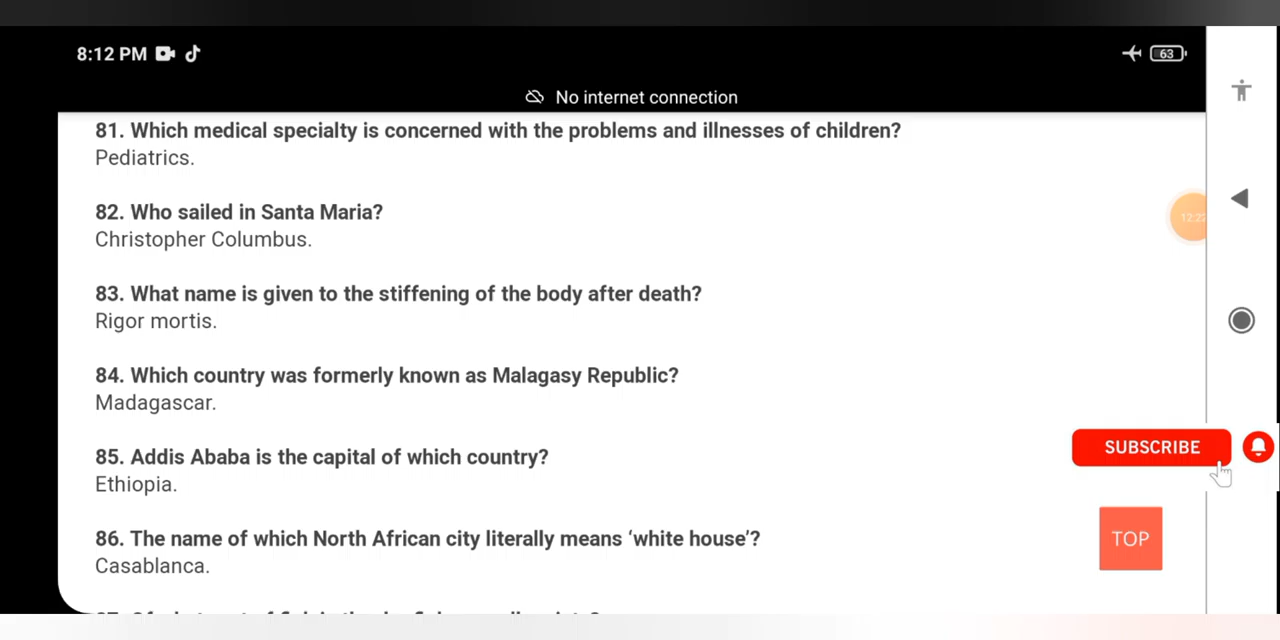 8:12 PM
63
No internet connection
81. Which medical specialty is concerned with the problems and illnesses of children?
Pediatrics.
82. Who sailed in Santa Maria?
Christopher Columbus.
12:22
83. What name is given to the stiffening of the body after death?
Rigor mortis.
84. Which country was formerly known as Malagasy Republic?
Madagascar.
85. Addis Ababa is the capital of which country?
SUBSCRIBE
Ethiopia.
86. The name of which North African city literally means ‘white house’?
TOP
Casablanca.